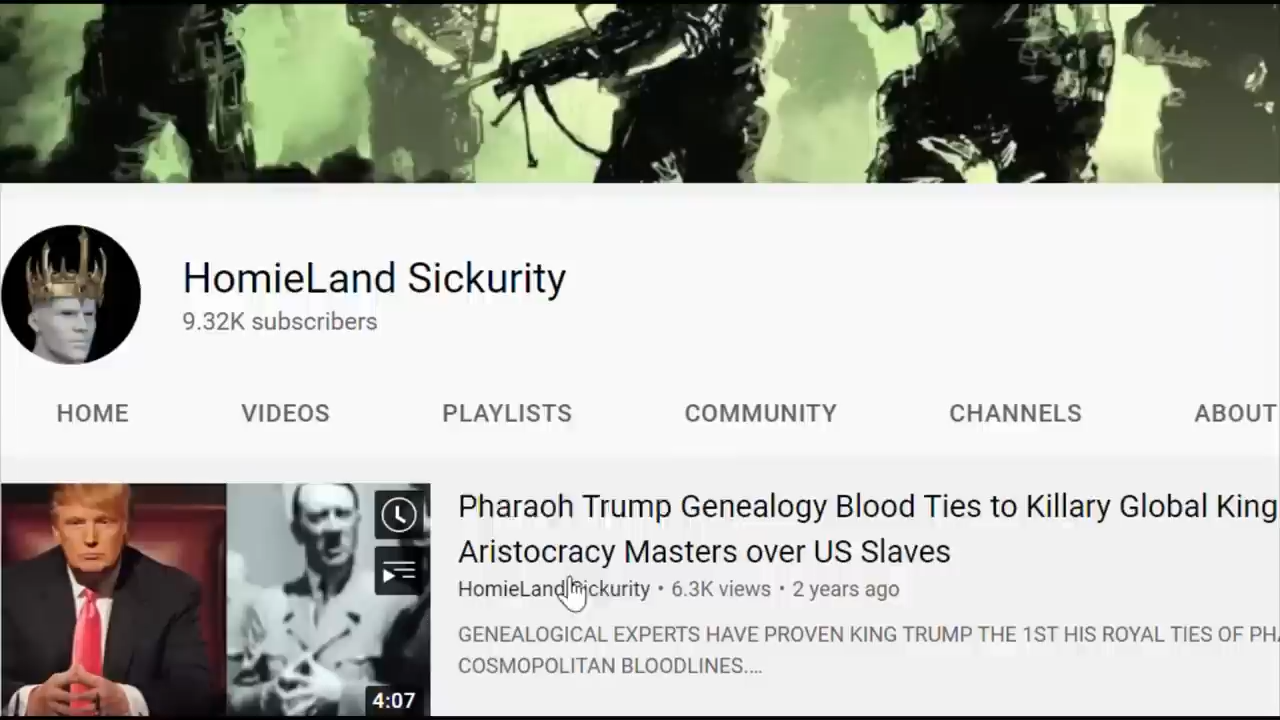 HomieLand Sickurity
9.32K subscribers
HOME VIDEOS PLAYLISTS COMMUNITY CHANNELS ABOUT
Pharaoh Trump Genealogy Blood Ties to Killary Global King
Aristocracy Masters over US Slaves
HomieLand Sickurity • 6.3K views • 2 years ago
GENEALOGICAL EXPERTS HAVE PROVEN KING TRUMP THE 1ST HIS ROYAL TIES OF
COSMOPOLITAN BLOODLINES....
4:07